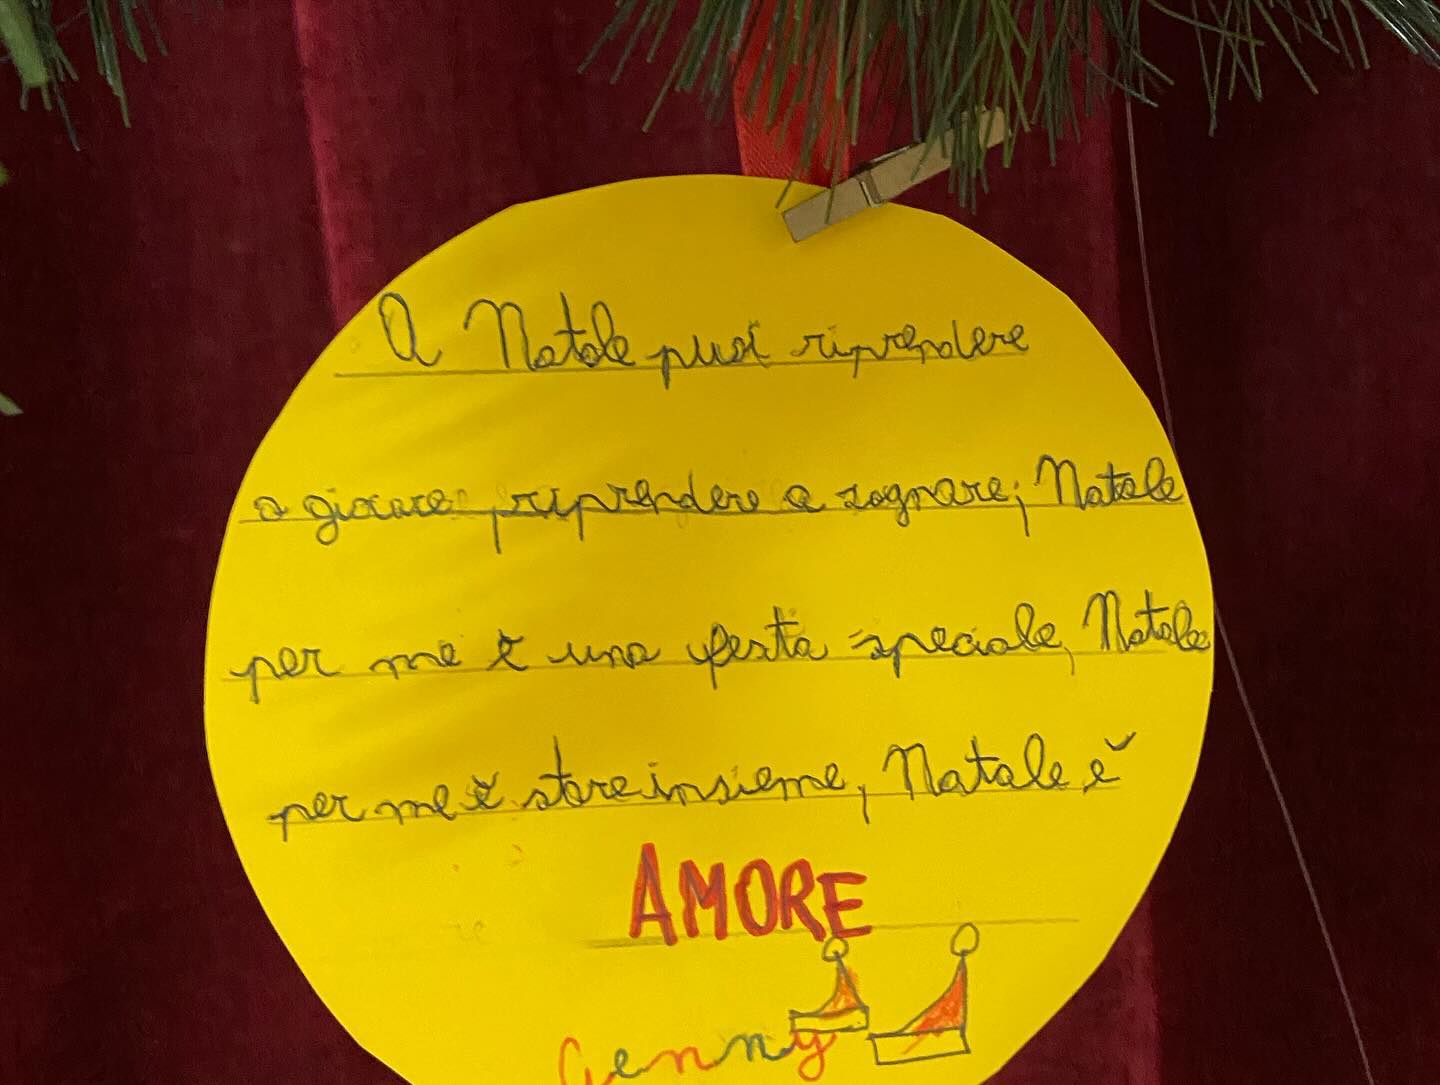 A Natale puoi riprendere
a giocare riprendere a sognare; Natale
per me è una festa speciale, Natale
per me è stare insieme, Natale è
AMORE
Genny